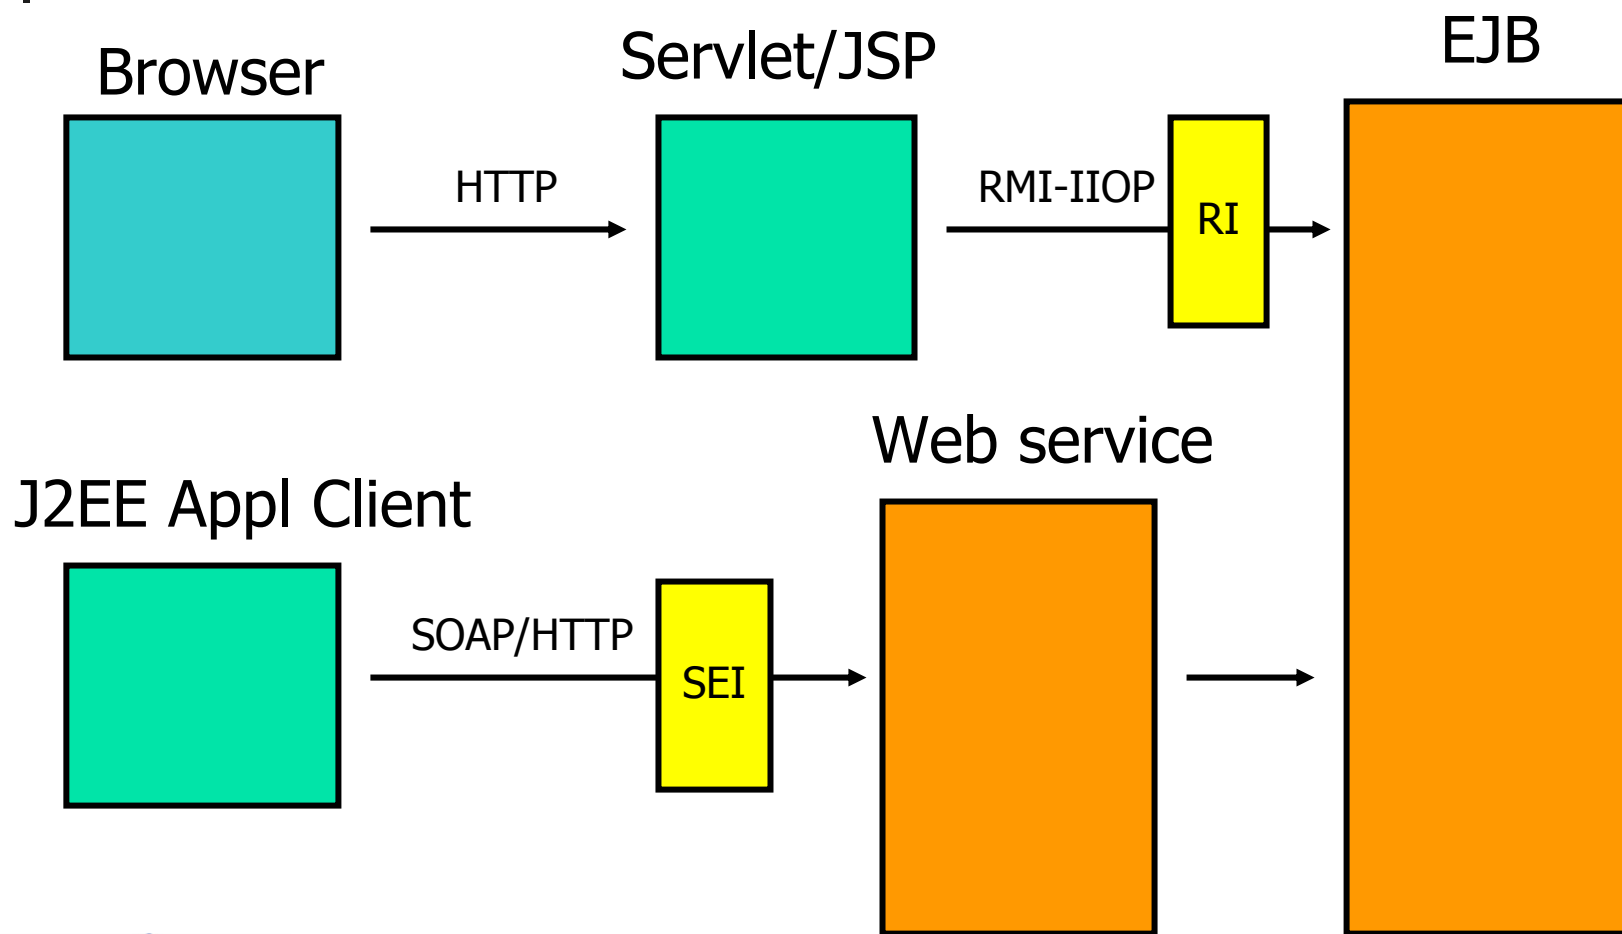 Browser
Servlet/JSP
EJB
HTTP
RMI-IIOP
RI
Web service
J2EE Appl Client
SOAP/HTTP
SEI